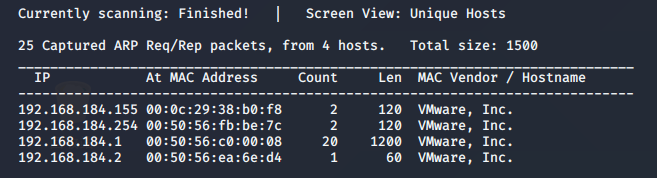 Currently scanning: Finished!   |   Screen View: Unique Hosts
25 Captured ARP Req/Rep packets, from 4 hosts.   Total size: 1500
_____________________________________________________________________________
  IP            At MAC Address     Count     Len  MAC Vendor / Hostname
-----------------------------------------------------------------------------
192.168.184.155 00:0c:29:38:b0:f8      2     120  VMware, Inc.
192.168.184.254 00:50:56:fb:be:7c      2     120  VMware, Inc.
192.168.184.1   00:50:56:c0:00:08     20    1200  VMware, Inc.
192.168.184.2   00:50:56:ea:6e:d4      1      60  VMware, Inc.